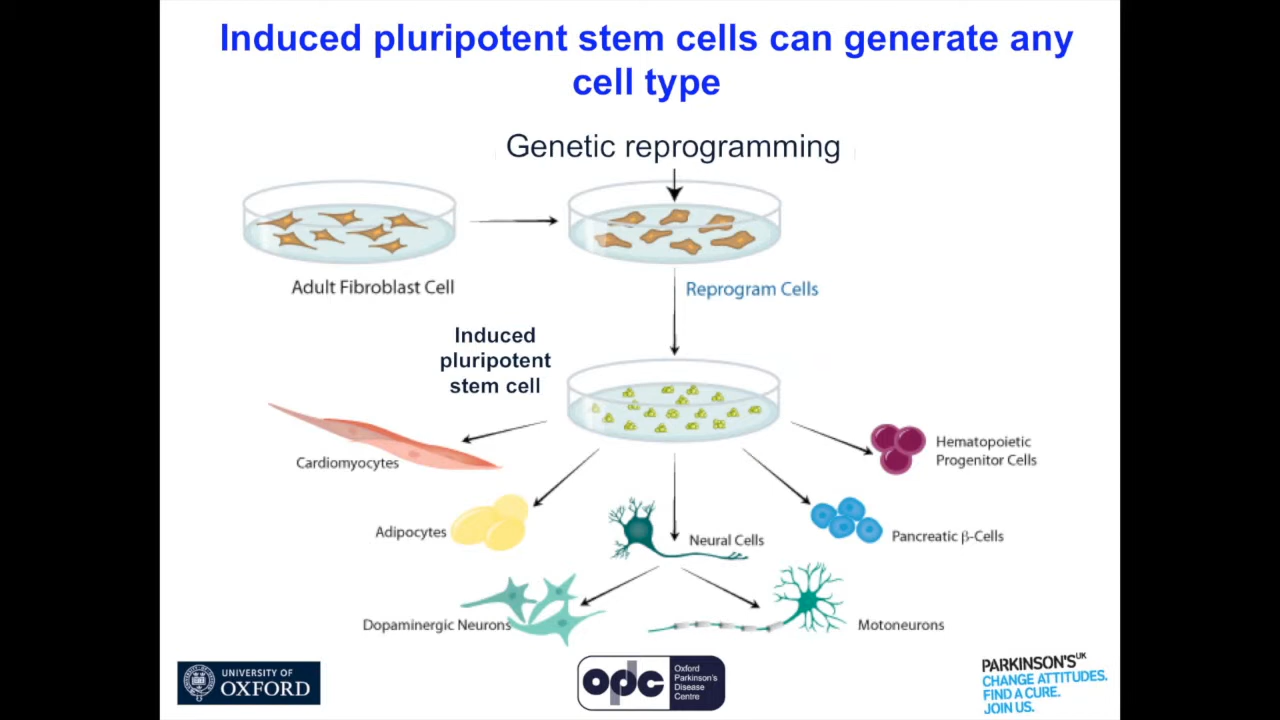 Induced pluripotent stem cells can generate any
cell type
Genetic reprogramming
Adult Fibroblast Cell
Reprogram Cells
Induced
pluripotent
stem cell
Cardiomyocytes
Hematopoietic
Progenitor Cells
Adipocytes
Neural Cells
Pancreatic β-Cells
Dopaminergic Neurons
Motoneurons
UNIVERSITY OF
OXFORD
opdc
Oxford
Parkinson's
Disease
Centre
PARKINSON'S UK
CHANGE ATTITUDES.
FIND A CURE.
JOIN US.